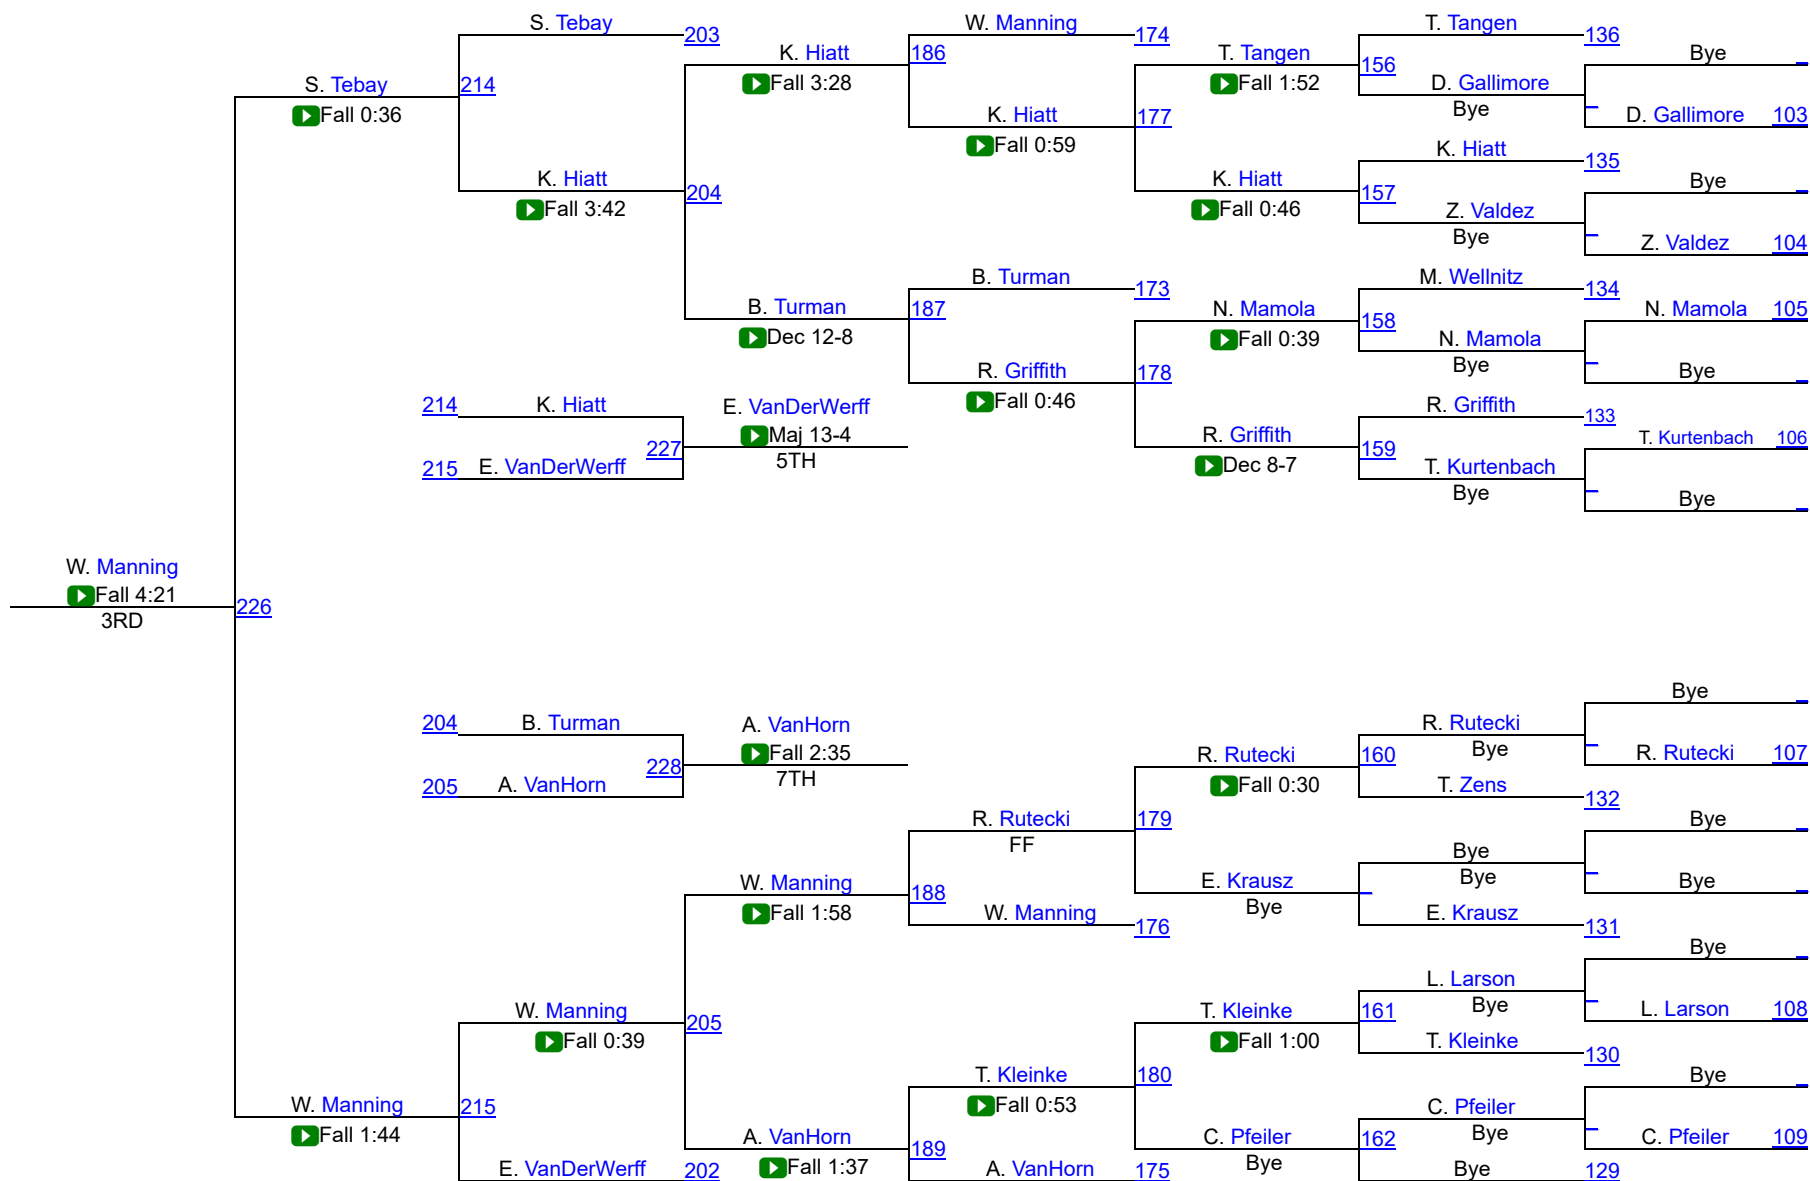 S. Tebay
203
W. Manning
174
T. Tangen
136
K. Hiatt
186
T. Tangen
156
Bye
S. Tebay
214
Fall 3:28
Fall 1:52
D. Gallimore
Bye
Fall 0:36
K. Hiatt
177
D. Gallimore 103
Fall 0:59
K. Hiatt
135
K. Hiatt
204
K. Hiatt
157
Bye
Fall 3:42
Fall 0:46
Z. Valdez
Bye
Z. Valdez 104
B. Turman
173
M. Wellnitz
134
B. Turman
187
N. Mamola
158
N. Mamola 105
Dec 12-8
Fall 0:39
N. Mamola
Bye
R. Griffith
178
Bye
Fall 0:46
214
K. Hiatt
E. VanDerWerff
R. Griffith
133
227
Maj 13-4
R. Griffith
159
T. Kurtenbach 106
215
E. VanDerWerff
5TH
Dec 8-7
T. Kurtenbach
Bye
Bye
W. Manning
Fall 4:21
226
3RD
Bye
204
B. Turman
A. VanHorn
R. Rutecki
Bye
228
Fall 2:35
R. Rutecki
160
R. Rutecki 107
205
A. VanHorn
7TH
Fall 0:30
T. Zens
132
R. Rutecki
179
Bye
FF
Bye
Bye
W. Manning
188
E. Krausz
Bye
Bye
Fall 1:58
W. Manning
176
E. Krausz
131
Bye
L. Larson
Bye
W. Manning
205
T. Kleinke
161
L. Larson 108
Fall 0:39
Fall 1:00
T. Kleinke
130
T. Kleinke
180
Bye
W. Manning
215
Fall 0:53
C. Pfeiler
Bye
Fall 1:44
A. VanHorn
189
C. Pfeiler
162
C. Pfeiler 109
E. VanDerWerff
202
Fall 1:37
A. VanHorn
175
Bye
Bye
129